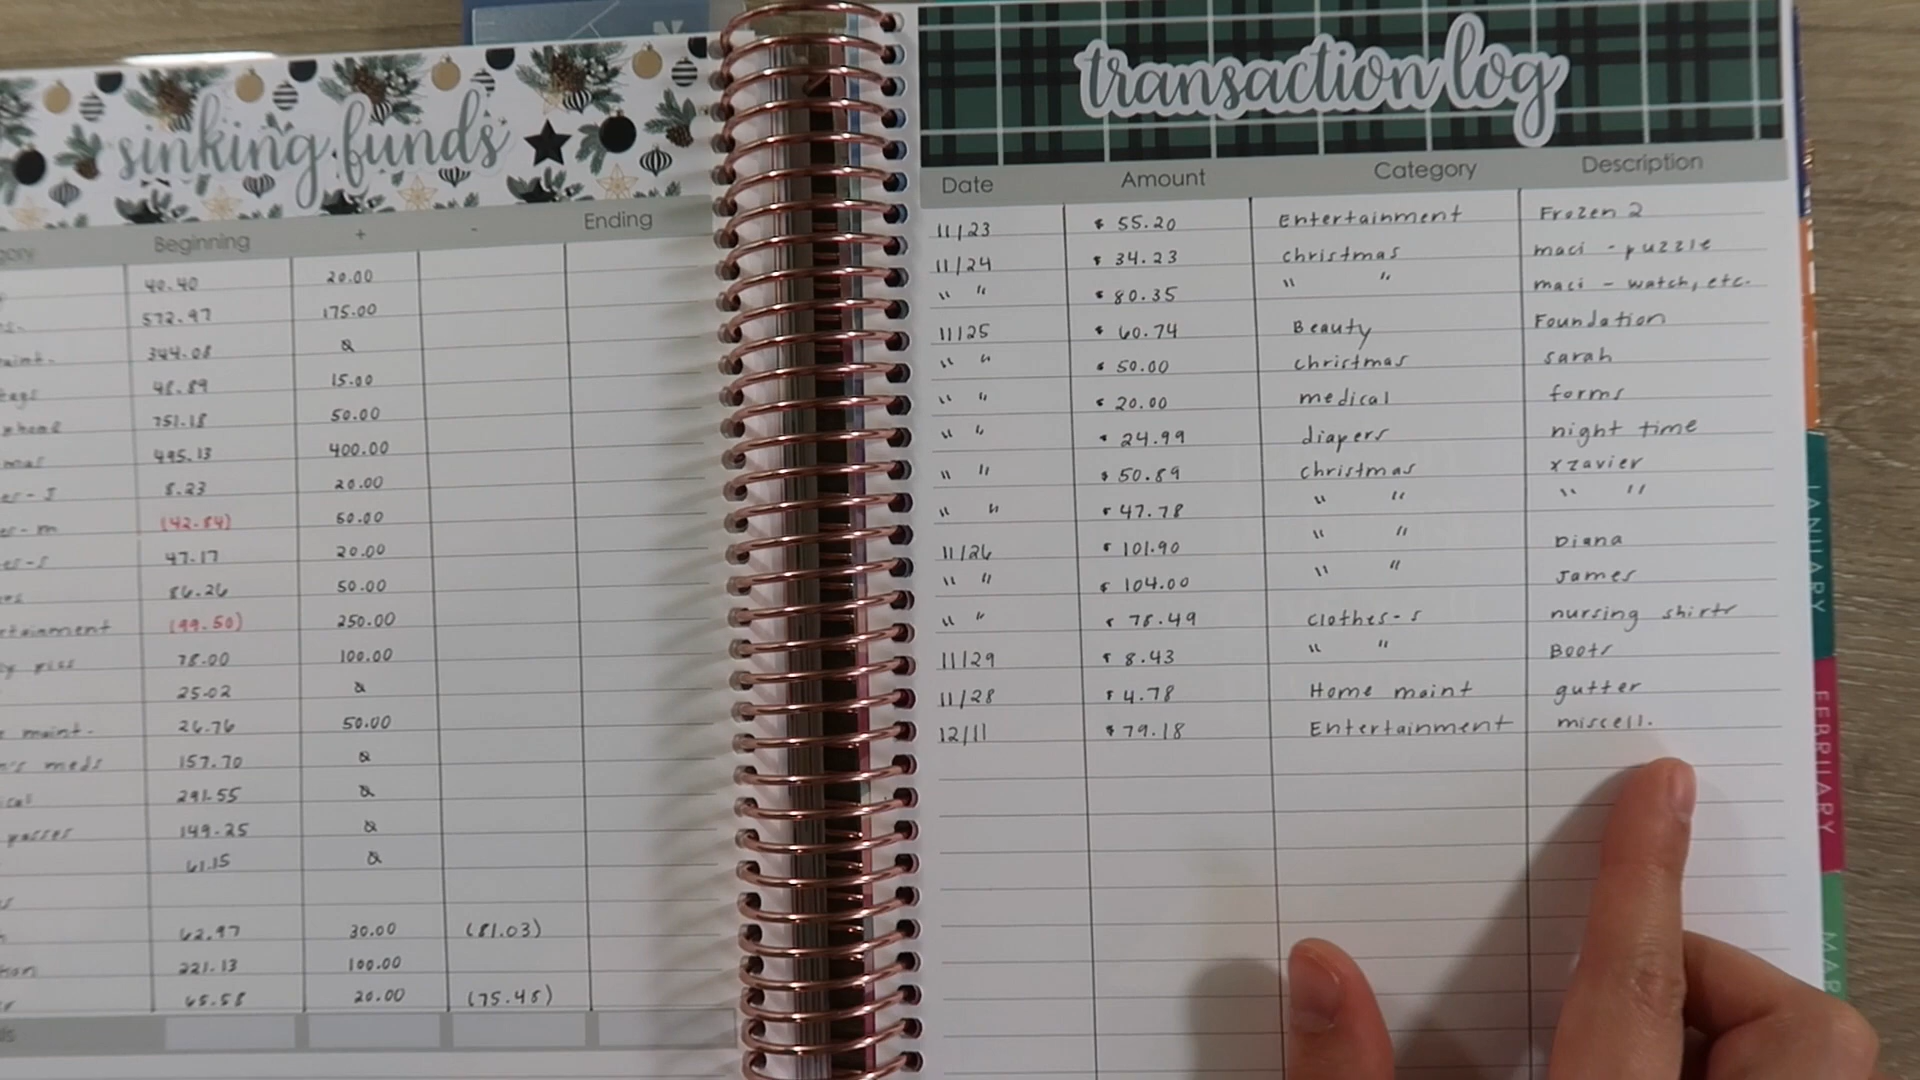 sinking funds
Beginning + - Ending
40.40 20.00
572.97 175.00
344.08 &
48.89 15.00
751.18 50.00
495.13 400.00
8.23 20.00
(42.84) 60.00
47.17 20.00
86.26 50.00
(99.50) 250.00
78.00 100.00
25.02 &
maint. 26.76 50.00
meds 157.70 &
291.55 &
passes 149.25 &
61.15 &
62.97 30.00 (81.03)
221.13 100.00
65.58 20.00 (75.48)
transaction log
Date Amount Category Description
11/23 $ 55.20 Entertainment Frozen 2
11/24 $ 34.23 christmas maci - puzzle
" " $ 80.35 " " maci - watch, etc.
11/25 $ 60.74 Beauty Foundation
" " $ 50.00 christmas sarah
" " $ 20.00 medical forms
" " $ 24.99 diapers night time
" " $ 50.89 christmas xzavier
" " $ 47.78 " " " "
11/26 $ 101.90 " " Diana
" " $ 104.00 " " James
" " $ 78.49 clothes - s nursing shirts
11/29 $ 8.43 " " Boots
11/28 $ 4.78 Home maint gutter
12/11 $ 79.18 Entertainment miscell.
JANUARY
FEBRUARY
MAR